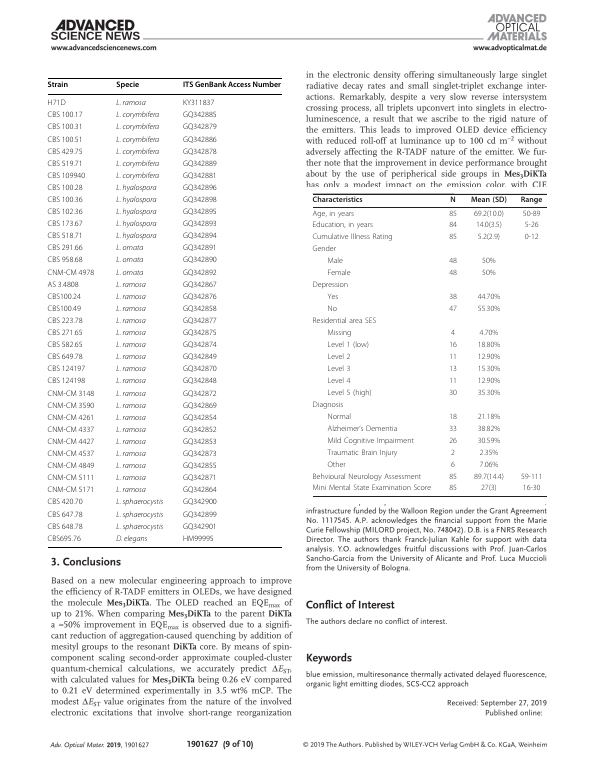 ADVANCED
SCIENCE NEWS
www.advancedsciencenews.com
ADVANCED
OPTICAL
MATERIALS
www.advopticalmat.de
Strain Specie ITS GenBank Access Number
H71D L. ramosa KY311837
CBS 100.17 L. corymbifera GQ342885
CBS 100.31 L. corymbifera GQ342879
CBS 100.51 L. corymbifera GQ342886
CBS 429.75 L. corymbifera GQ342878
CBS 519.71 L. corymbifera GQ342889
CBS 109940 L. corymbifera GQ342881
CBS 100.28 L. hyalospora GQ342896
CBS 100.36 L. hyalospora GQ342898
CBS 102.36 L. hyalospora GQ342895
CBS 173.67 L. hyalospora GQ342893
CBS 518.71 L. hyalospora GQ342894
CBS 291.66 L. ornata GQ342891
CBS 958.68 L. ornata GQ342890
CNM-CM 4978 L. ornata GQ342892
AS 3.4808 L. ramosa GQ342867
CBS100.24 L. ramosa GQ342876
CBS100.49 L. ramosa GQ342858
CBS 223.78 L. ramosa GQ342877
CBS 271.65 L. ramosa GQ342875
CBS 582.65 L. ramosa GQ342874
CBS 649.78 L. ramosa GQ342849
CBS 124197 L. ramosa GQ342870
CBS 124198 L. ramosa GQ342848
CNM-CM 3148 L. ramosa GQ342872
CNM-CM 3590 L. ramosa GQ342869
CNM-CM 4261 L. ramosa GQ342854
CNM-CM 4337 L. ramosa GQ342852
CNM-CM 4427 L. ramosa GQ342853
CNM-CM 4537 L. ramosa GQ342873
CNM-CM 4849 L. ramosa GQ342855
CNM-CM 5111 L. ramosa GQ342871
CNM-CM 5171 L. ramosa GQ342864
CBS 420.70 L. sphaerocystis GQ342900
CBS 647.78 L. sphaerocystis GQ342899
CBS 648.78 L. sphaerocystis GQ342901
CBS695.76 D. elegans HM99995
3. Conclusions
Based on a new molecular engineering approach to improve
the efficiency of R-TADF emitters in OLEDs, we have designed
the molecule Mes3DiKTa. The OLED reached an EQEmax of
up to 21%. When comparing Mes3DiKTa to the parent DiKTa
a ≈50% improvement in EQEmax is observed due to a signifi-
cant reduction of aggregation-caused quenching by addition of
mesityl groups to the resonant DiKTa core. By means of spin-
component scaling second-order approximate coupled-cluster
quantum-chemical calculations, we accurately predict ΔEST,
with calculated values for Mes3DiKTa being 0.26 eV compared
to 0.21 eV determined experimentally in 3.5 wt% mCP. The
modest ΔEST value originates from the nature of the involved
electronic excitations that involve short-range reorganization
in the electronic density offering simultaneously large singlet
radiative decay rates and small singlet-triplet exchange inter-
actions. Remarkably, despite a very slow reverse intersystem
crossing process, all triplets upconvert into singlets in electro-
luminescence, a result that we ascribe to the rigid nature of
the emitters. This leads to improved OLED device efficiency
with reduced roll-off at luminance up to 100 cd m−2 without
adversely affecting the R-TADF nature of the emitter. We fur-
ther note that the improvement in device performance brought
about by the use of peripherical side groups in Mes3DiKTa
has only a modest impact on the emission color, with CIE
Characteristics N Mean (SD) Range
Age, in years 85 69.2(10.0) 50-89
Education, in years 84 14.0(3.5) 5-26
Cumulative Illness Rating 85 5.2(2.9) 0-12
Gender
Male 48 50%
Female 48 50%
Depression
Yes 38 44.70%
No 47 55.30%
Residential area SES
Missing 4 4.70%
Level 1 (low) 16 18.80%
Level 2 11 12.90%
Level 3 13 15.30%
Level 4 11 12.90%
Level 5 (high) 30 35.30%
Diagnosis
Normal 18 21.18%
Alzheimer's Dementia 33 38.82%
Mild Cognitive Impairment 26 30.59%
Traumatic Brain Injury 2 2.35%
Other 6 7.06%
Behvioural Neurology Assessment 85 89.7(14.4) 59-111
Mini Mental State Examination Score 85 27(3) 16-30
infrastructure funded by the Walloon Region under the Grant Agreement
No. 1117545. A.P. acknowledges the financial support from the Marie
Curie Fellowship (MILORD project, No. 748042). D.B. is a FNRS Research
Director. The authors thank Franck-Julian Kahle for support with data
analysis. Y.O. acknowledges fruitful discussions with Prof. Juan-Carlos
Sancho-Garcia from the University of Alicante and Prof. Luca Muccioli
from the University of Bologna.
Conflict of Interest
The authors declare no conflict of interest.
Keywords
blue emission, multiresonance thermally activated delayed fluorescence,
organic light emitting diodes, SCS-CC2 approach
Received: September 27, 2019
Published online:
Adv. Optical Mater. 2019, 1901627
1901627 (9 of 10)
© 2019 The Authors. Published by WILEY-VCH Verlag GmbH & Co. KGaA, Weinheim